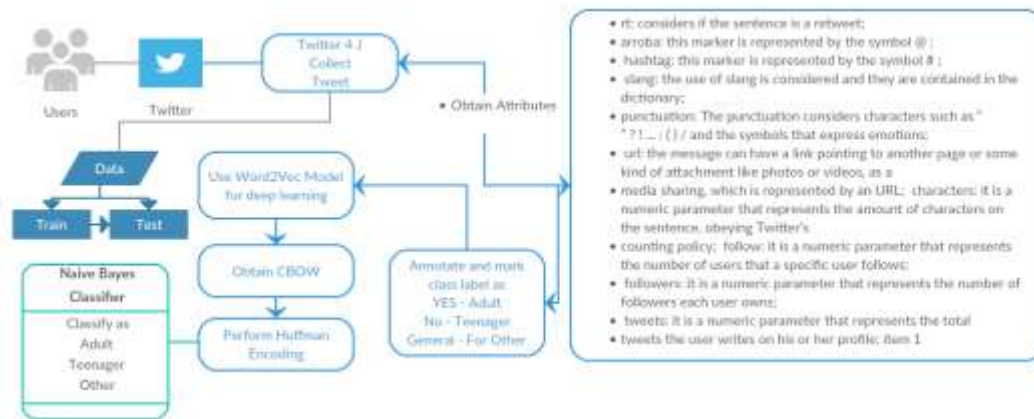 Users
Twitter
Twitter 4 J
Collect
Tweet
• Obtain Attributes
Data
Train
Test
Use Word2Vec Model
for deep learning
Obtain CBOW
Perform Huffman
Encoding
Naive Bayes
Classifier
Classify as
Adult
Teenager
Other
Annotate and mark
class label as
YES - Adult
No - Teenager
General - For Other
• rt: considers if the sentence is a retweet;
• arroba: this marker is represented by the symbol @ ;
• hashtag: this marker is represented by the symbol # ;
• slang: the use of slang is considered and they are contained in the
dictionary;
• punctuation: The punctuation considers characters such as "
and the symbols that express emotions;
• url: the message can have a link pointing to another page or some
kind of attachment like photos or videos, as a
• media sharing, which is represented by an URL; characters: it is a
numeric parameter that represents the amount of characters on
the sentence, obeying Twitter's
• counting policy; follow: it is a numeric parameter that represents
the number of users that a specific user follows;
• followers: it is a numeric parameter that represents the number of
followers each user owns;
• tweets: it is a numeric parameter that represents the total
• tweets the user writes on his or her profile; item 1